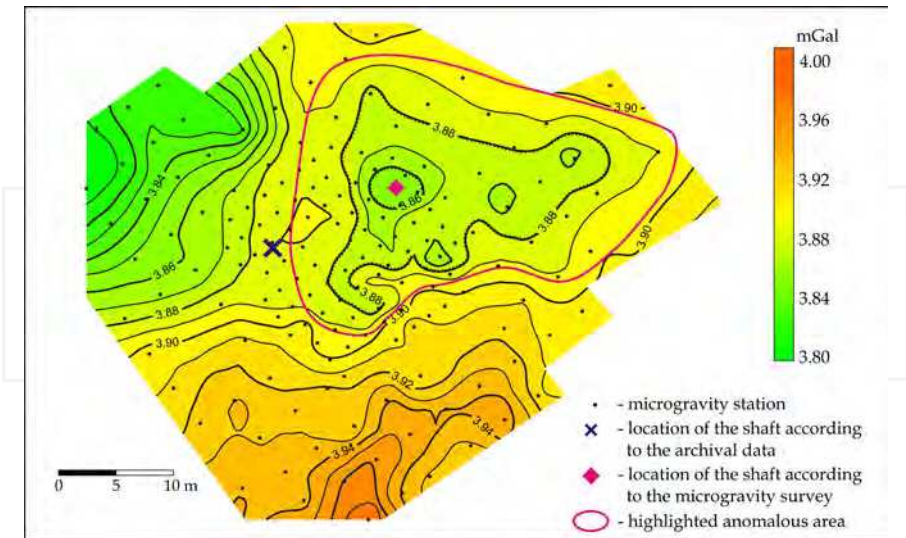 mGal
4.00
3.96
3.92
3.88
3.84
3.80
3.90
3.88
3.84
3.86
3.88
3.90
3.86
3.88
3.90
3.88
3.90
3.92
3.94
3.94
0 5 10 m
- microgravity station
- location of the shaft according
to the archival data
- location of the shaft according
to the microgravity survey
- highlighted anomalous area